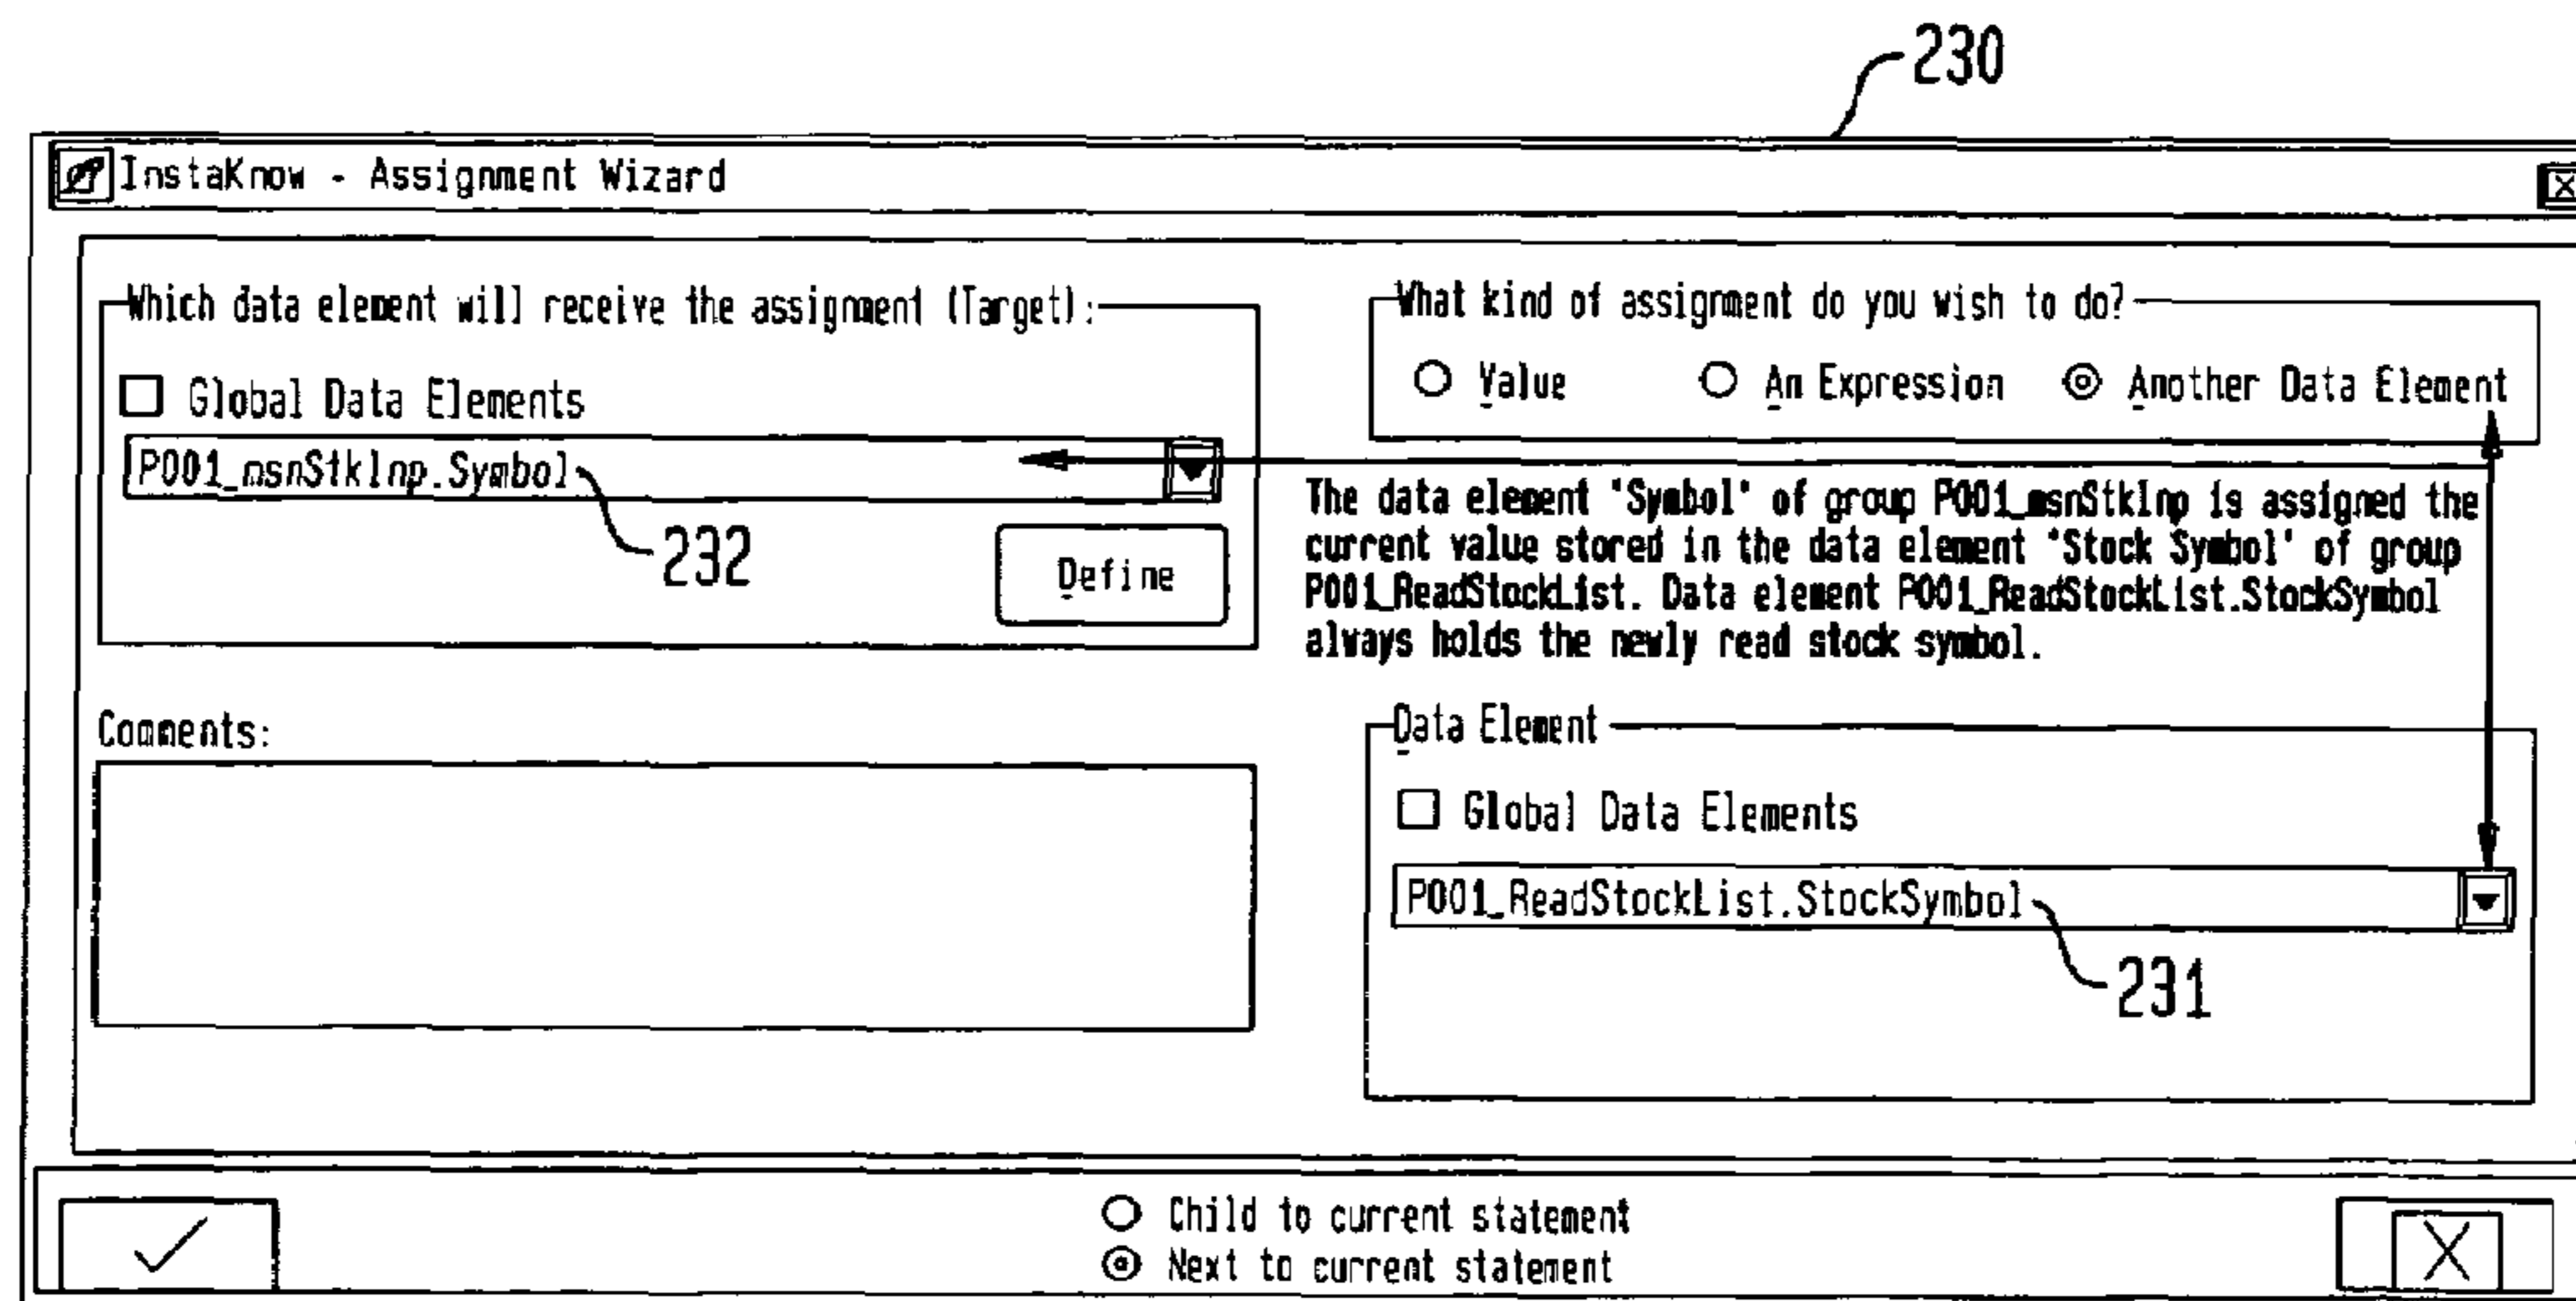 230
InstaKnow - Assignment Wizard
Which data element will receive the assignment (Target):
Global Data Elements
P001_msnStkInp.Symbol
232
Define
What kind of assignment do you wish to do?
Value
An Expression
Another Data Element
The data element 'Symbol' of group P001_msnStkInp is assigned the
current value stored in the data element 'Stock Symbol' of group
P001_ReadStockList. Data element P001_ReadStockList.StockSymbol
always holds the newly read stock symbol.
Comments:
Data Element
Global Data Elements
P001_ReadStockList.StockSymbol
231
Child to current statement
Next to current statement